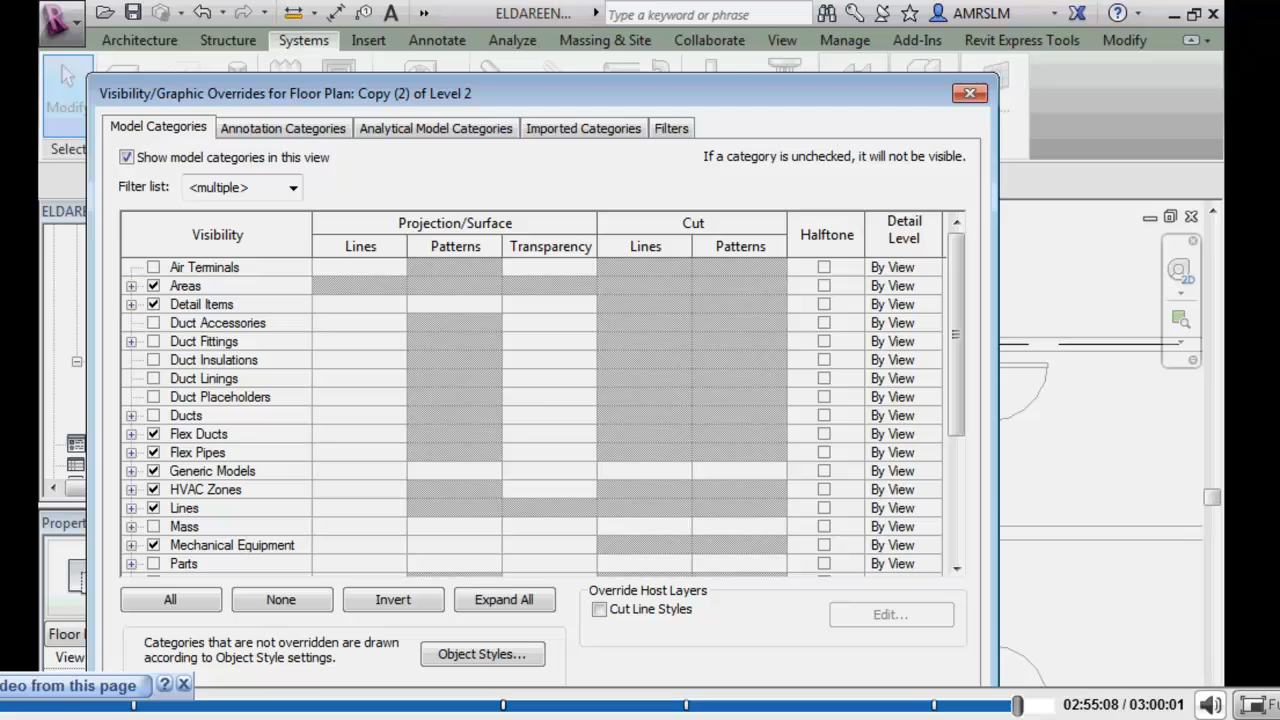 ELDAREEN...
Type a keyword or phrase
AMRSLM
Architecture Structure Systems Insert Annotate Analyze Massing & Site Collaborate View Manage Add-Ins Revit Express Tools Modify
Modify
Select
ELDAREEN
Properties
Floor
View
Visibility/Graphic Overrides for Floor Plan: Copy (2) of Level 2
Model Categories Annotation Categories Analytical Model Categories Imported Categories Filters
Show model categories in this view
If a category is unchecked, it will not be visible.
Filter list: <multiple>
Visibility Projection/Surface Cut Halftone Detail Level
Lines Patterns Transparency Lines Patterns
Air Terminals By View
Areas By View
Detail Items By View
Duct Accessories By View
Duct Fittings By View
Duct Insulations By View
Duct Linings By View
Duct Placeholders By View
Ducts By View
Flex Ducts By View
Flex Pipes By View
Generic Models By View
HVAC Zones By View
Lines By View
Mass By View
Mechanical Equipment By View
Parts By View
All None Invert Expand All
Override Host Layers
Cut Line Styles Edit...
Categories that are not overridden are drawn
according to Object Style settings.
Object Styles...
2D
deo from this page ?
02:55:08 / 03:00:01